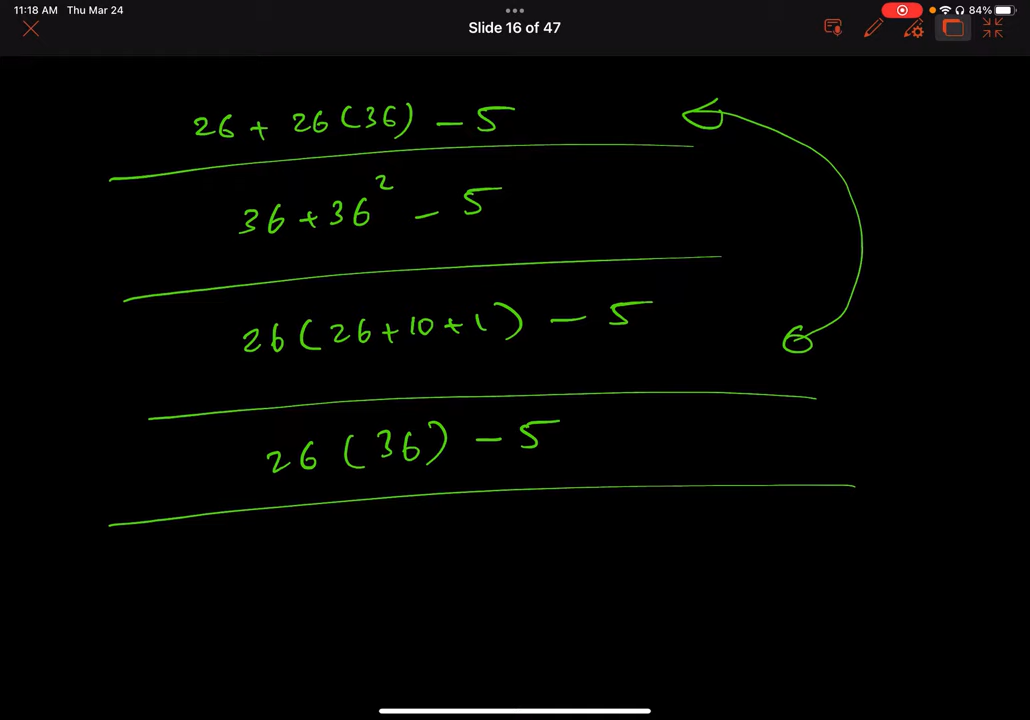 11:18 AM Thu Mar 24
84%
Slide 16 of 47
26 + 26(36) - 5
36 + 36² - 5
26(26+10+1) - 5
26(36) - 5